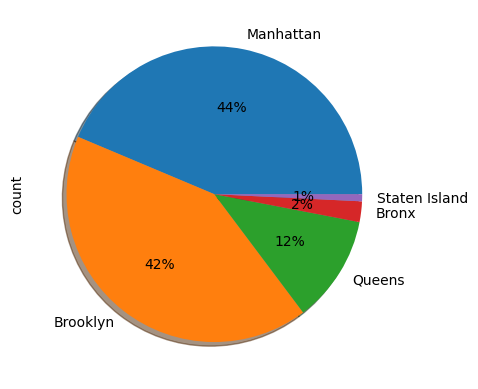 Manhattan
44%
count
1%
Staten Island
2%
Bronx
12%
42%
Queens
Brooklyn